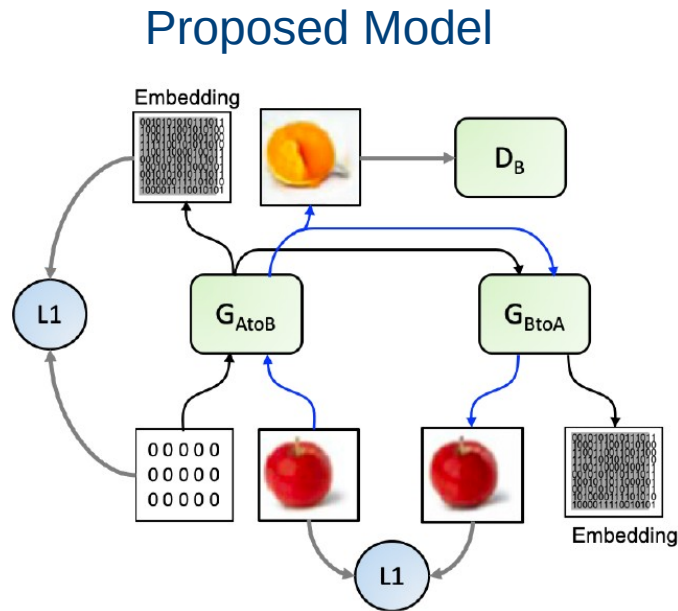 Proposed Model
Embedding
D_B
L1
G_AtoB
G_BtoA
0 0 0 0 0
0 0 0 0 0
0 0 0 0 0
Embedding
L1